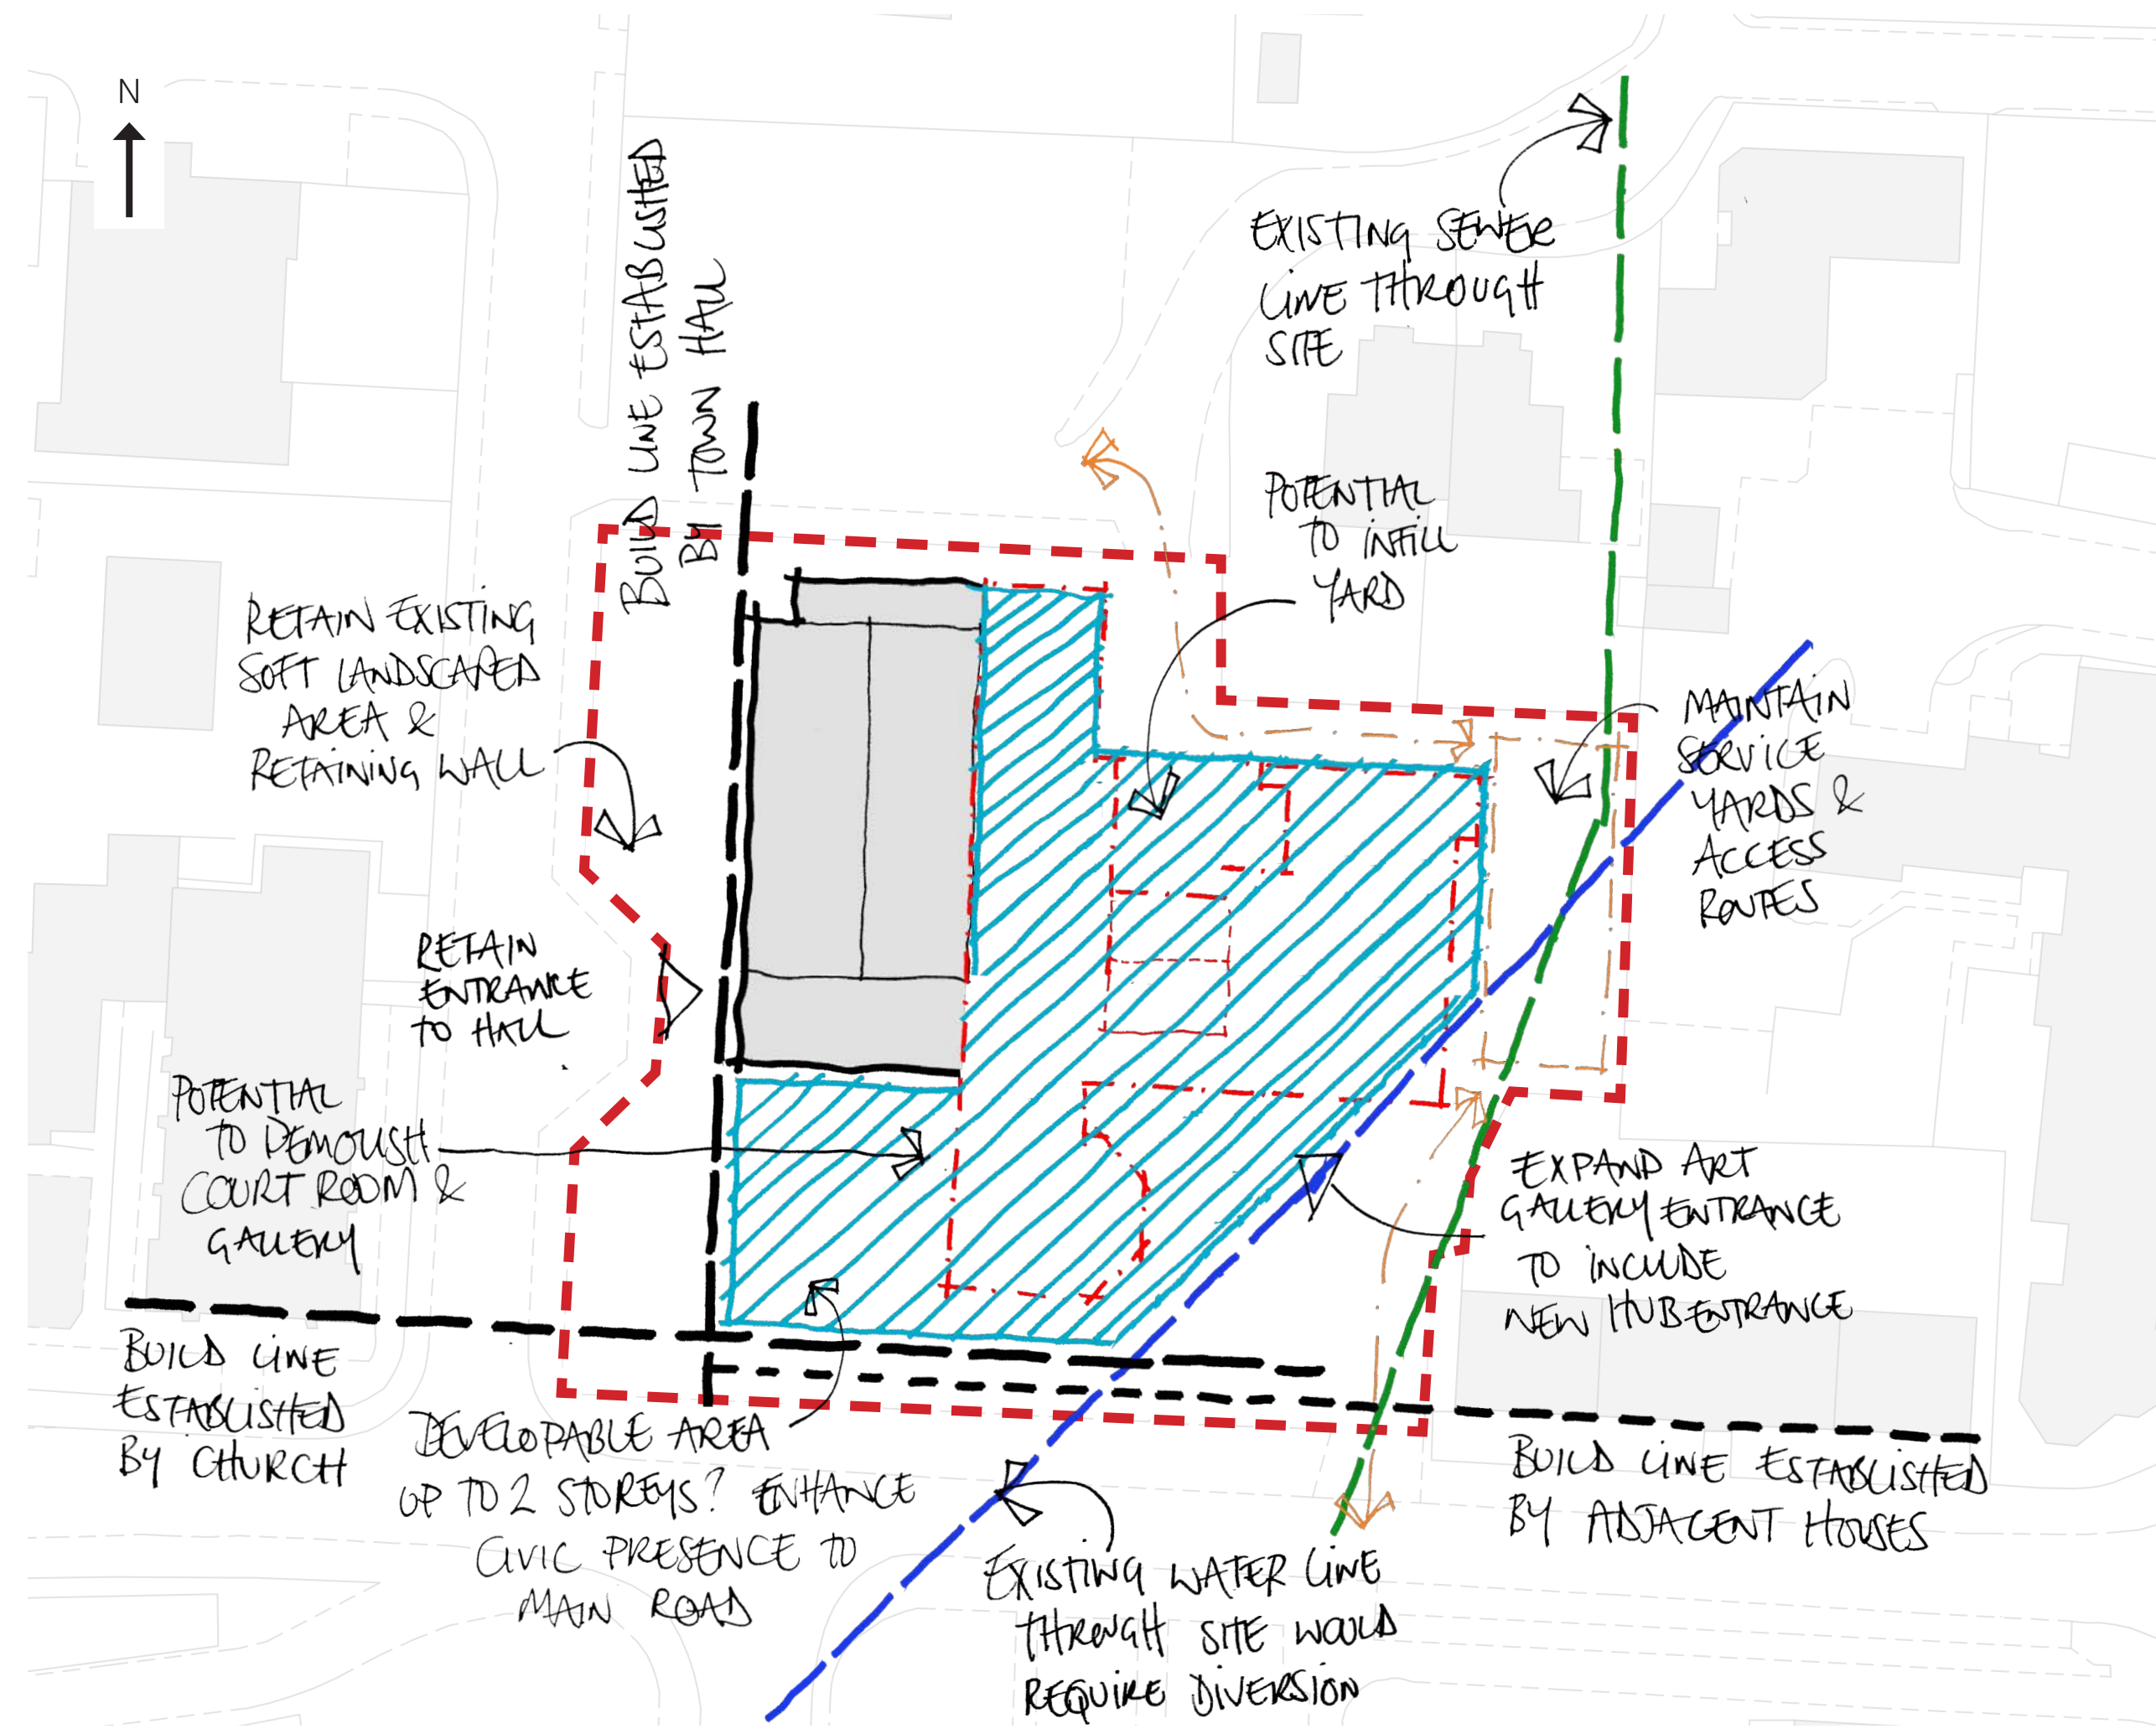 N
BUILD LINE ESTABLISHED
BY TOWN HALL
EXISTING SEWER
LINE THROUGH
SITE
POTENTIAL
TO INFILL
YARD
RETAIN EXISTING
SOFT LANDSCAPED
AREA &
RETAINING WALL
MAINTAIN
SERVICE
YARDS &
ACCESS
ROUTES
RETAIN
ENTRANCE
TO HALL
POTENTIAL
TO DEMOLISH
COURT ROOM &
GALLERY
EXPAND ART
GALLERY ENTRANCE
TO INCLUDE
NEW HUB ENTRANCE
BUILD LINE
ESTABLISHED
BY CHURCH
DEVELOPABLE AREA
UP TO 2 STOREYS? ENHANCE
CIVIC PRESENCE TO
MAIN ROAD
BUILD LINE ESTABLISHED
BY ADJACENT HOUSES
EXISTING WATER LINE
THROUGH SITE WOULD
REQUIRE DIVERSION